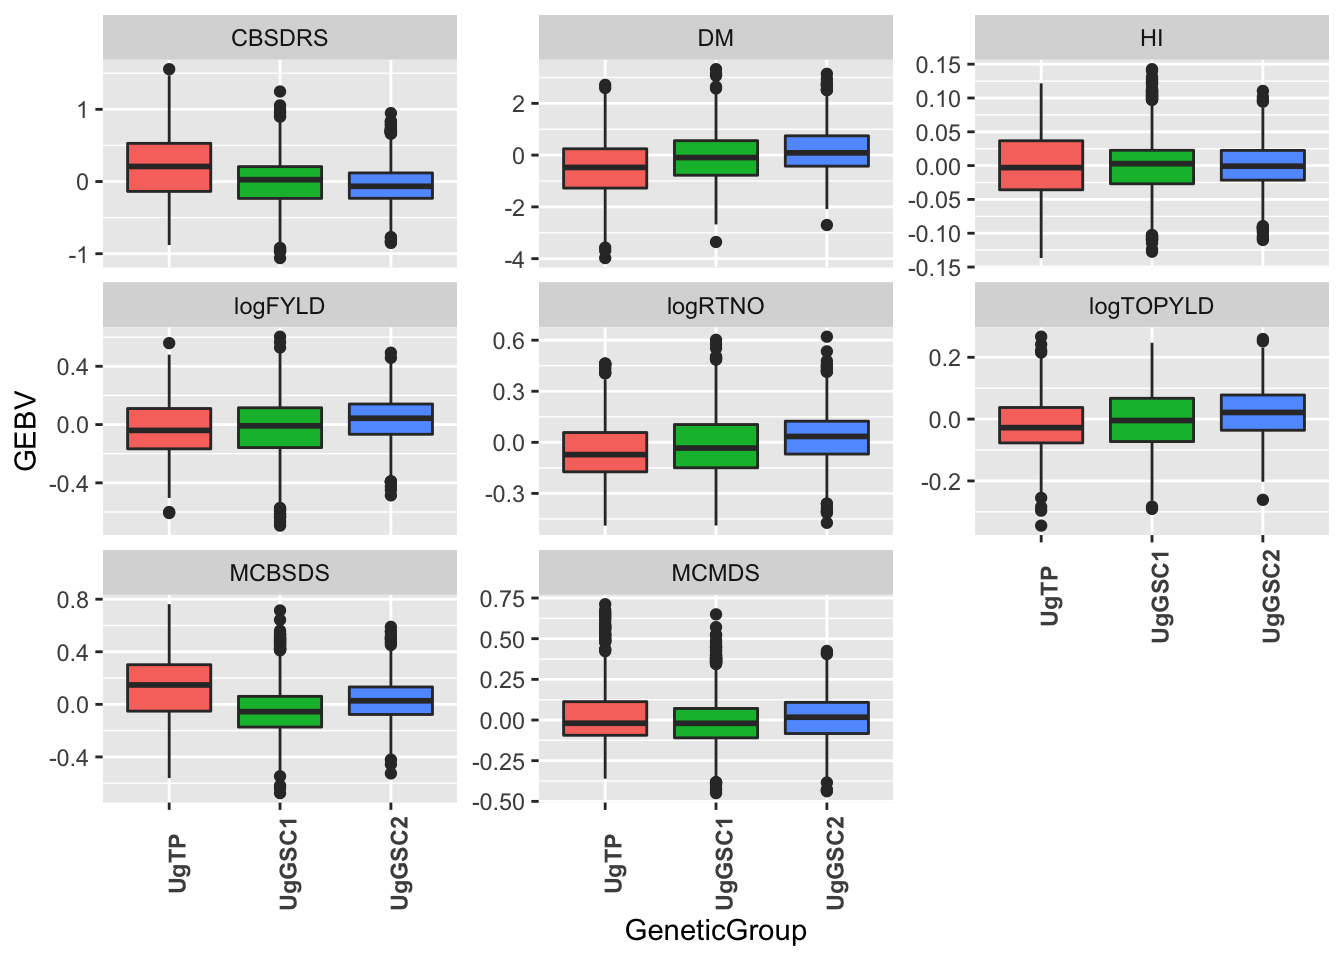 CBSDRS
DM
HI
1
0
-1
2
0
-2
-4
0.15
0.10
0.05
0.00
-0.05
-0.10
-0.15
logFYLD
logRTNO
logTOPYLD
0.4
0.0
-0.4
0.6
0.3
0.0
-0.3
0.2
0.0
-0.2
GEBV
MCBSDS
MCMDS
0.8
0.4
0.0
-0.4
0.75
0.50
0.25
0.00
-0.25
-0.50
UgTP
UgGSC1
UgGSC2
UgTP
UgGSC1
UgGSC2
UgTP
UgGSC1
UgGSC2
GeneticGroup